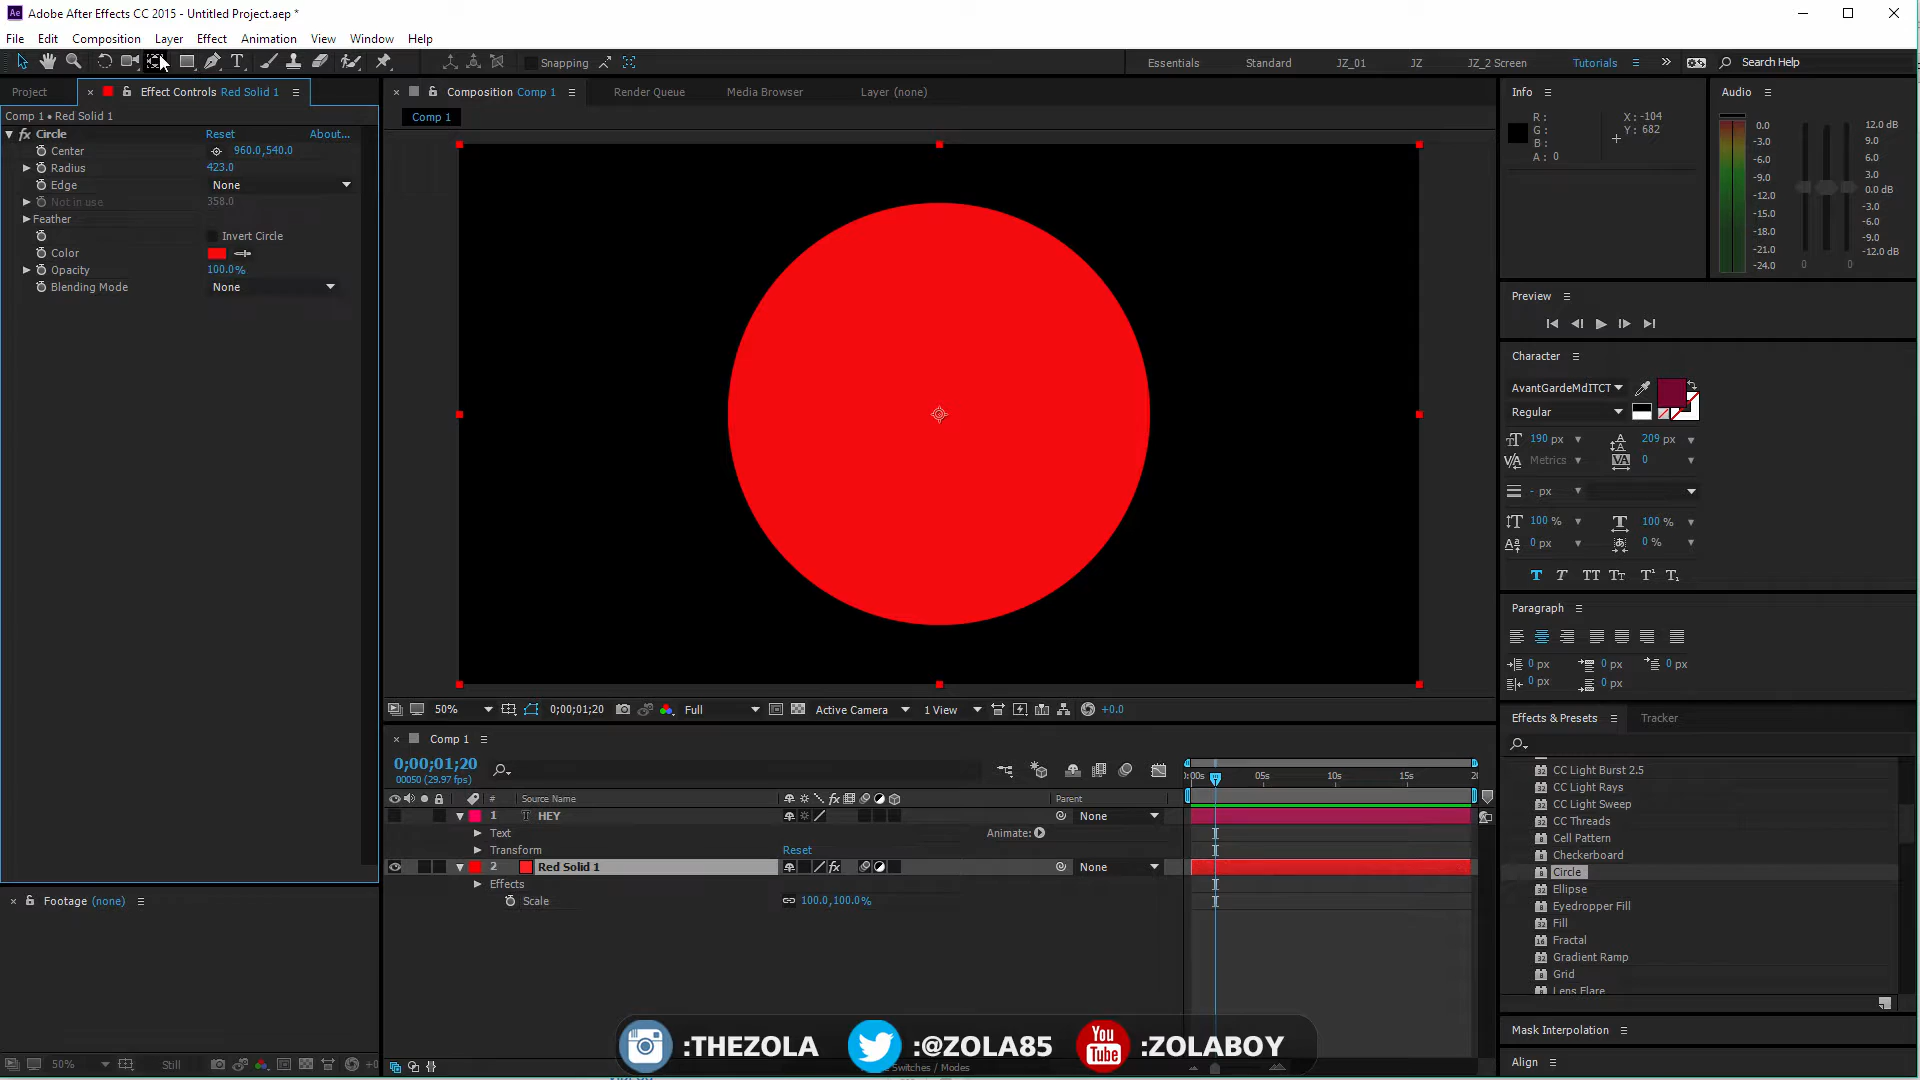 Adobe After Effects CC 2015 - Untitled Project.aep *
File Edit Composition Layer Effect Animation View Window Help
Snapping Essentials Standard JZ_01 JZ JZ_2 Screen Tutorials Search Help
Project Effect Controls Red Solid 1
Composition Comp 1 Render Queue Media Browser Layer (none)
Info Audio
Comp 1 • Red Solid 1
Comp 1
fx Circle Reset About...
Center 960.0,540.0
Radius 423.0
Edge None
Not in use 358.0
Feather
Invert Circle
Color
Opacity 100.0%
Blending Mode None
R: X: -104
G: Y: 682
B:
A: 0
0.0 12.0 dB
-3.0 9.0
-6.0 6.0
-9.0 3.0
-12.0 0.0 dB
-15.0 -3.0
-18.0 -6.0
-21.0 -9.0
-24.0 -12.0 dB
0 0
Preview
Character
AvantGardeMdITCT
Regular
190 px 209 px
Metrics 0
- px
100 % 100 %
0 px 0 %
T T TT Tt T¹ T₁
Paragraph
0 px 0 px 0 px
0 px 0 px
50% 0;00;01;20 Full Active Camera 1 View +0.0
Comp 1
0;00;01;20
00050 (29.97 fps)
:00s 05s 10s 15s 20
# Source Name Parent
1 T HEY None
Text Animate:
Transform Reset
2 Red Solid 1 fx None
Effects
Scale 100.0,100.0%
Effects & Presets Tracker
CC Light Burst 2.5
CC Light Rays
CC Light Sweep
CC Threads
Cell Pattern
Checkerboard
Circle
Ellipse
Eyedropper Fill
Fill
Fractal
Gradient Ramp
Grid
Lens Flare
Mask Interpolation
Align
Footage (none)
50% Still +0
:THEZOLA :@ZOLA85 You Tube :ZOLABOY
Switches / Modes